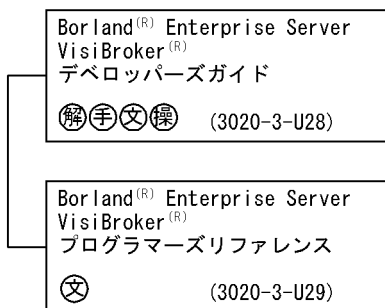 Borland(R) Enterprise Server
VisiBroker(R)
デベロッパーズガイド
解 手 文 操 (3020-3-U28)
Borland(R) Enterprise Server
VisiBroker(R)
プログラマーズリファレンス
文 (3020-3-U29)